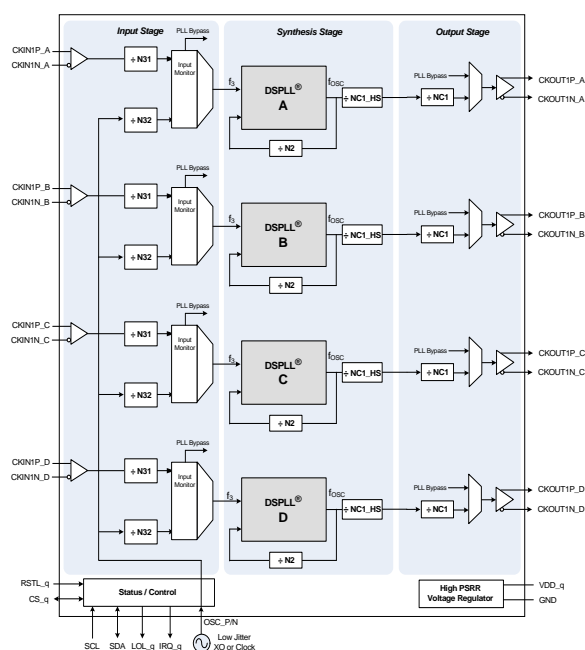 Input Stage
Synthesis Stage
Output Stage
CKIN1P_A
CKIN1N_A
÷ N31
÷ N32
Input Monitor
PLL Bypass
f3
DSPLL®
A
fOSC
÷ N2
÷ NC1_HS
PLL Bypass
÷ NC1
CKOUT1P_A
CKOUT1N_A
CKIN1P_B
CKIN1N_B
÷ N31
÷ N32
Input Monitor
PLL Bypass
f3
DSPLL®
B
fOSC
÷ N2
÷ NC1_HS
PLL Bypass
÷ NC1
CKOUT1P_B
CKOUT1N_B
CKIN1P_C
CKIN1N_C
÷ N31
÷ N32
Input Monitor
PLL Bypass
f3
DSPLL®
C
fOSC
÷ N2
÷ NC1_HS
PLL Bypass
÷ NC1
CKOUT1P_C
CKOUT1N_C
CKIN1P_D
CKIN1N_D
÷ N31
÷ N32
Input Monitor
PLL Bypass
f3
DSPLL®
D
fOSC
÷ N2
÷ NC1_HS
PLL Bypass
÷ NC1
CKOUT1P_D
CKOUT1N_D
RSTL_q
CS_q
Status / Control
SCL
SDA
LOL_q
IRQ_q
OSC_P/N
Low Jitter
XO or Clock
High PSRR
Voltage Regulator
VDD_q
GND